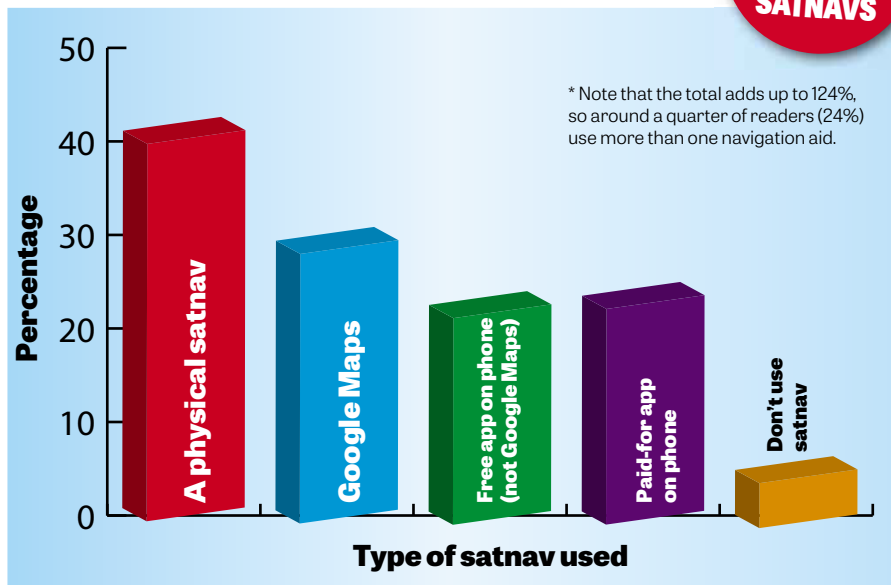 SATNAVS
50
* Note that the total adds up to 124%,
so around a quarter of readers (24%)
use more than one navigation aid.
40
30
20
10
0
Percentage
A physical satnav
Google Maps
Free app on phone
(not Google Maps)
Paid-for app
on phone
Don't use
satnav
Type of satnav used